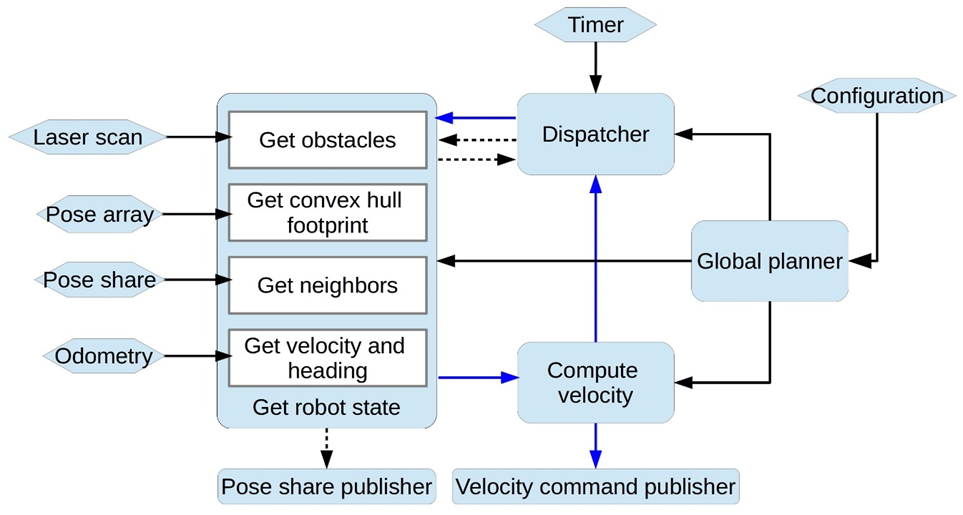 Timer
Configuration
Laser scan
Get obstacles
Dispatcher
Pose array
Get convex hull
footprint
Global planner
Pose share
Get neighbors
Odometry
Get velocity and
heading
Compute
velocity
Get robot state
Pose share publisher
Velocity command publisher